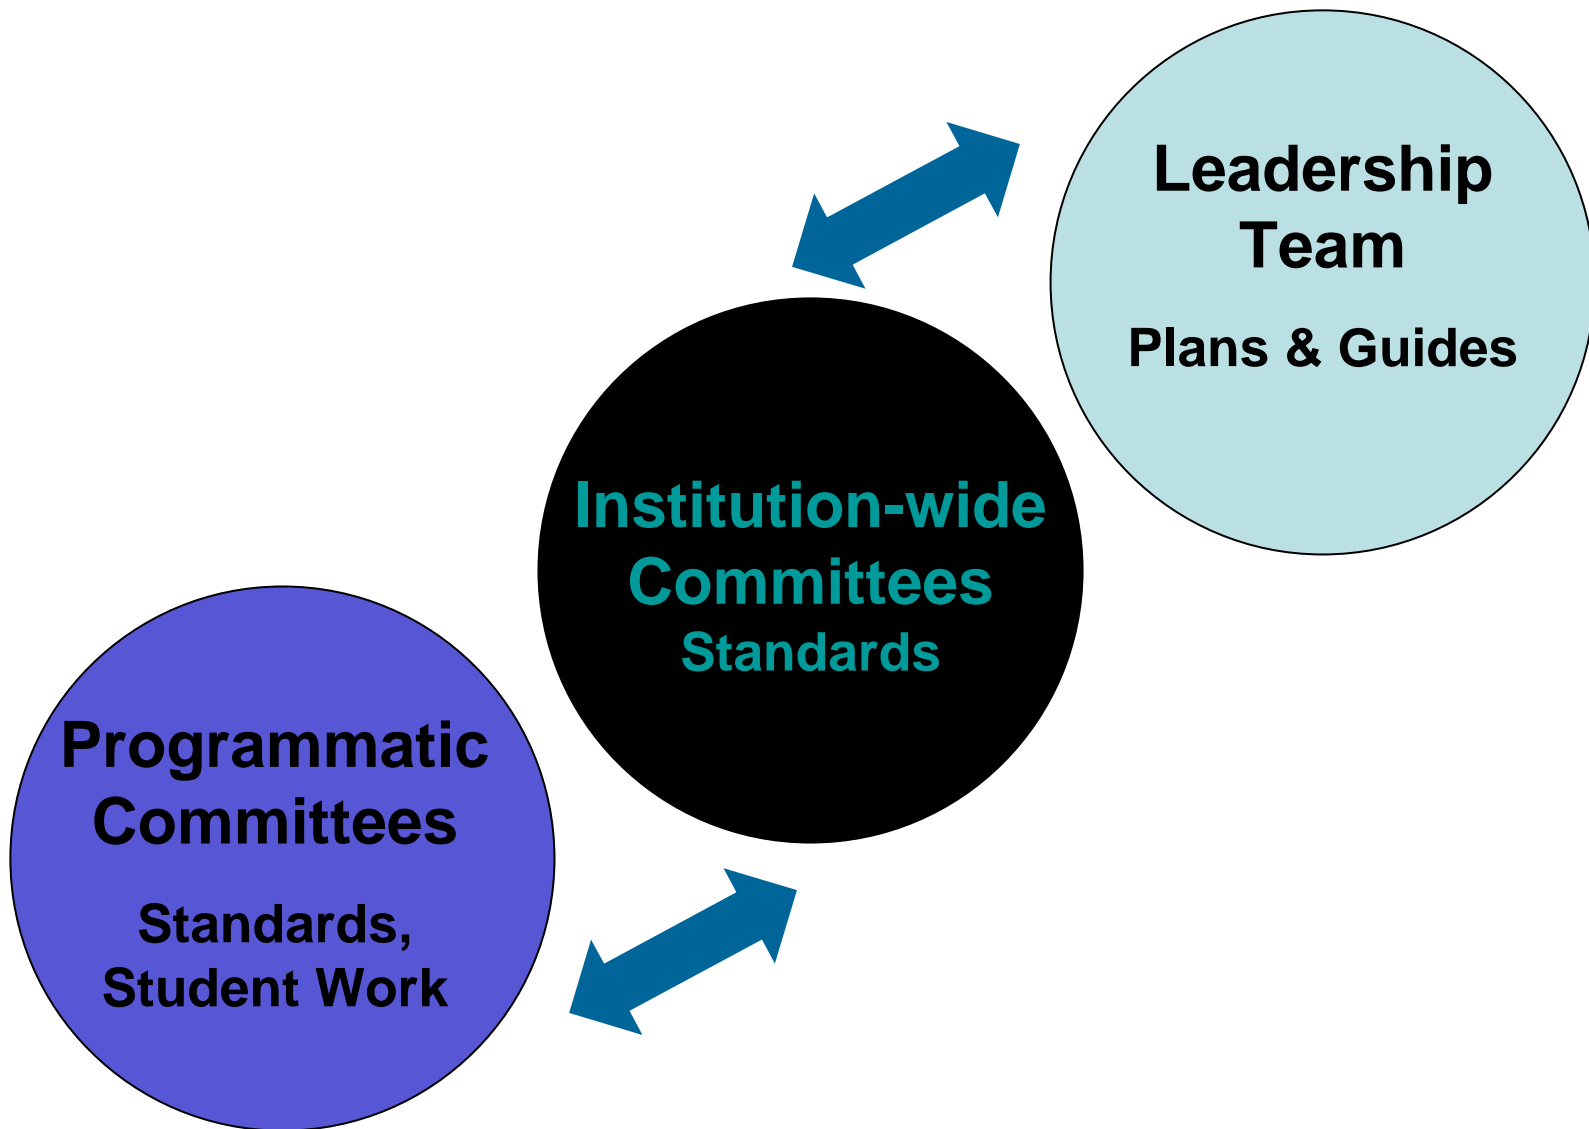 Leadership
Team
Plans & Guides
Institution-wide
Committees
Standards
Programmatic
Committees
Standards,
Student Work